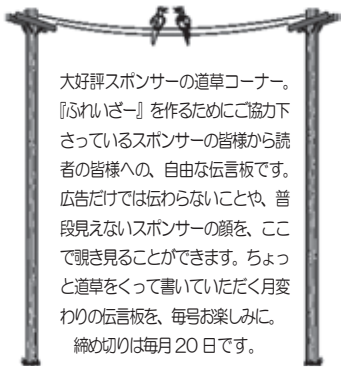 大好評スポンサーの道草コーナー。
『ふれいざー』を作るためにご協力下
さっているスポンサーの皆様から読
者の皆様への、自由な伝言板です。
広告だけでは伝わらないことや、普
段見えないスポンサーの顔を、ここ
で覗き見ることができます。ちょっ
と道草をくって書いていただく月変
わりの伝言板を、毎号お楽しみに。
締め切りは毎月20日です。